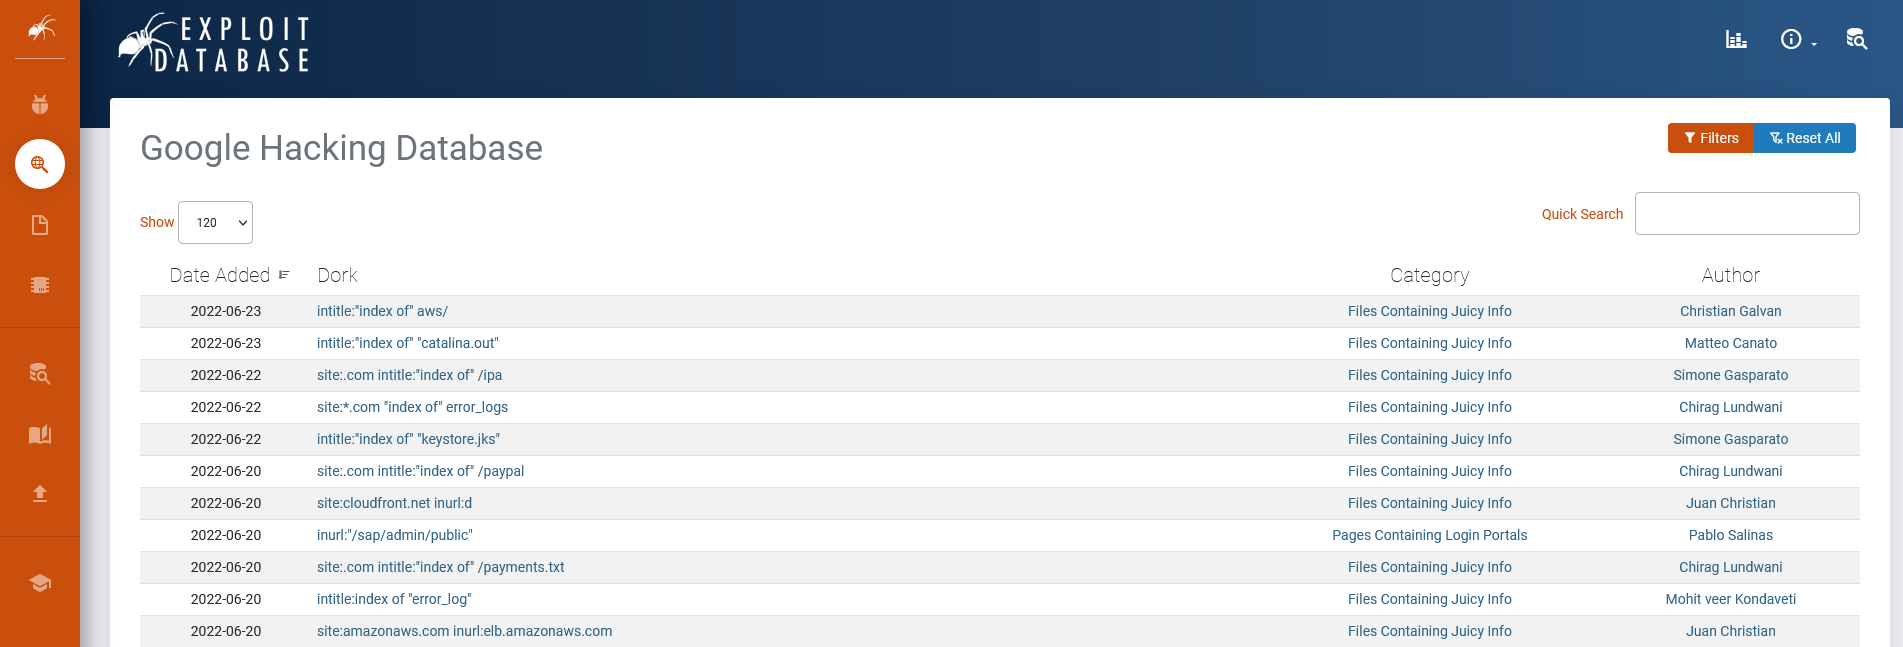 EXPLOIT
DATABASE
Google Hacking Database
Filters Reset All
Show 120 Quick Search
Date Added Dork Category Author
2022-06-23 intitle:"index of" aws/ Files Containing Juicy Info Christian Galvan
2022-06-23 intitle:"index of" "catalina.out" Files Containing Juicy Info Matteo Canato
2022-06-22 site:.com intitle:"index of" /ipa Files Containing Juicy Info Simone Gasparato
2022-06-22 site:*.com "index of" error_logs Files Containing Juicy Info Chirag Lundwani
2022-06-22 intitle:"index of" "keystore.jks" Files Containing Juicy Info Simone Gasparato
2022-06-20 site:.com intitle:"index of" /paypal Files Containing Juicy Info Chirag Lundwani
2022-06-20 site:cloudfront.net inurl:d Files Containing Juicy Info Juan Christian
2022-06-20 inurl:"/sap/admin/public" Pages Containing Login Portals Pablo Salinas
2022-06-20 site:.com intitle:"index of" /payments.txt Files Containing Juicy Info Chirag Lundwani
2022-06-20 intitle:index of "error_log" Files Containing Juicy Info Mohit veer Kondaveti
2022-06-20 site:amazonaws.com inurl:elb.amazonaws.com Files Containing Juicy Info Juan Christian